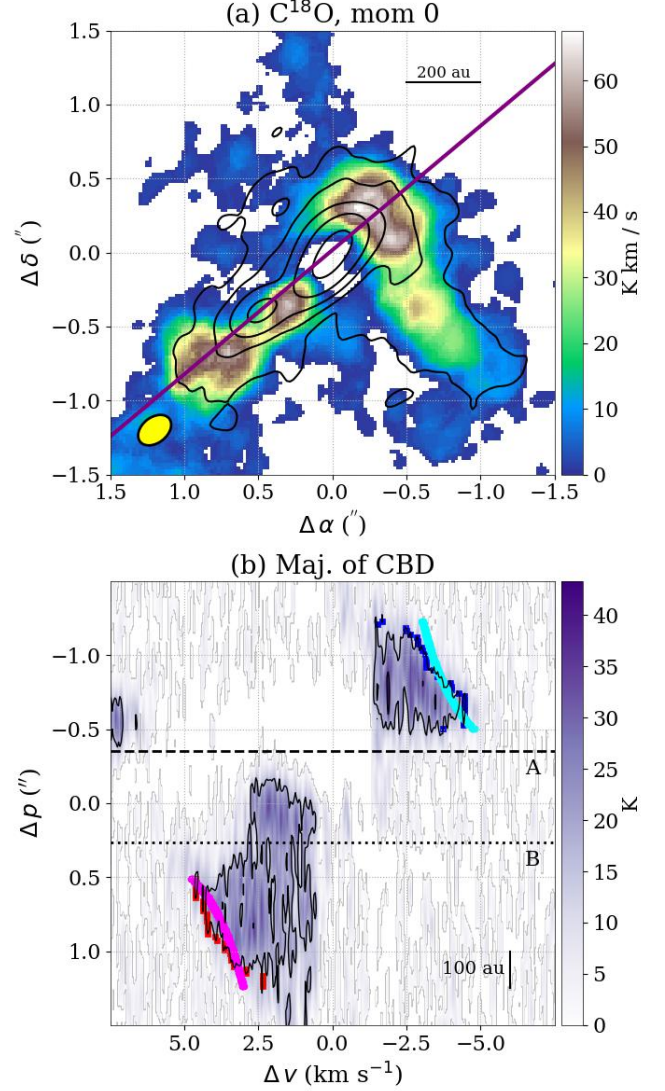 (a) C¹⁸O, mom 0
200 au
1.5
1.0
0.5
0.0
−0.5
−1.0
−1.5
Δ δ (″)
1.5 1.0 0.5 0.0 −0.5 −1.0 −1.5
Δ α (″)
60
50
40
30
20
10
0
K km / s
(b) Maj. of CBD
−1.0
−0.5
0.0
0.5
1.0
Δ p (″)
A
B
100 au
5.0 2.5 0.0 −2.5 −5.0
Δ v (km s⁻¹)
40
35
30
25
20
15
10
5
0
K